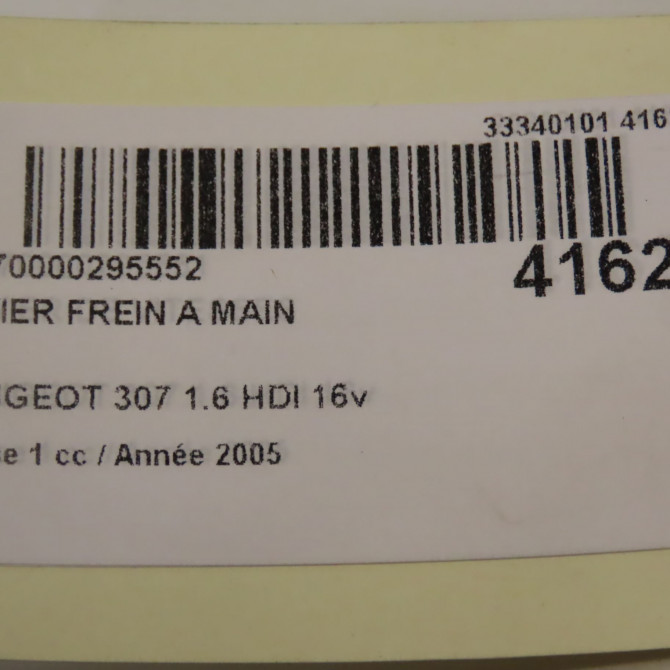 33340101 416
70000295552
4162
IER FREIN A MAIN
GEOT 307 1.6 HDI 16v
e 1 cc / Année 2005